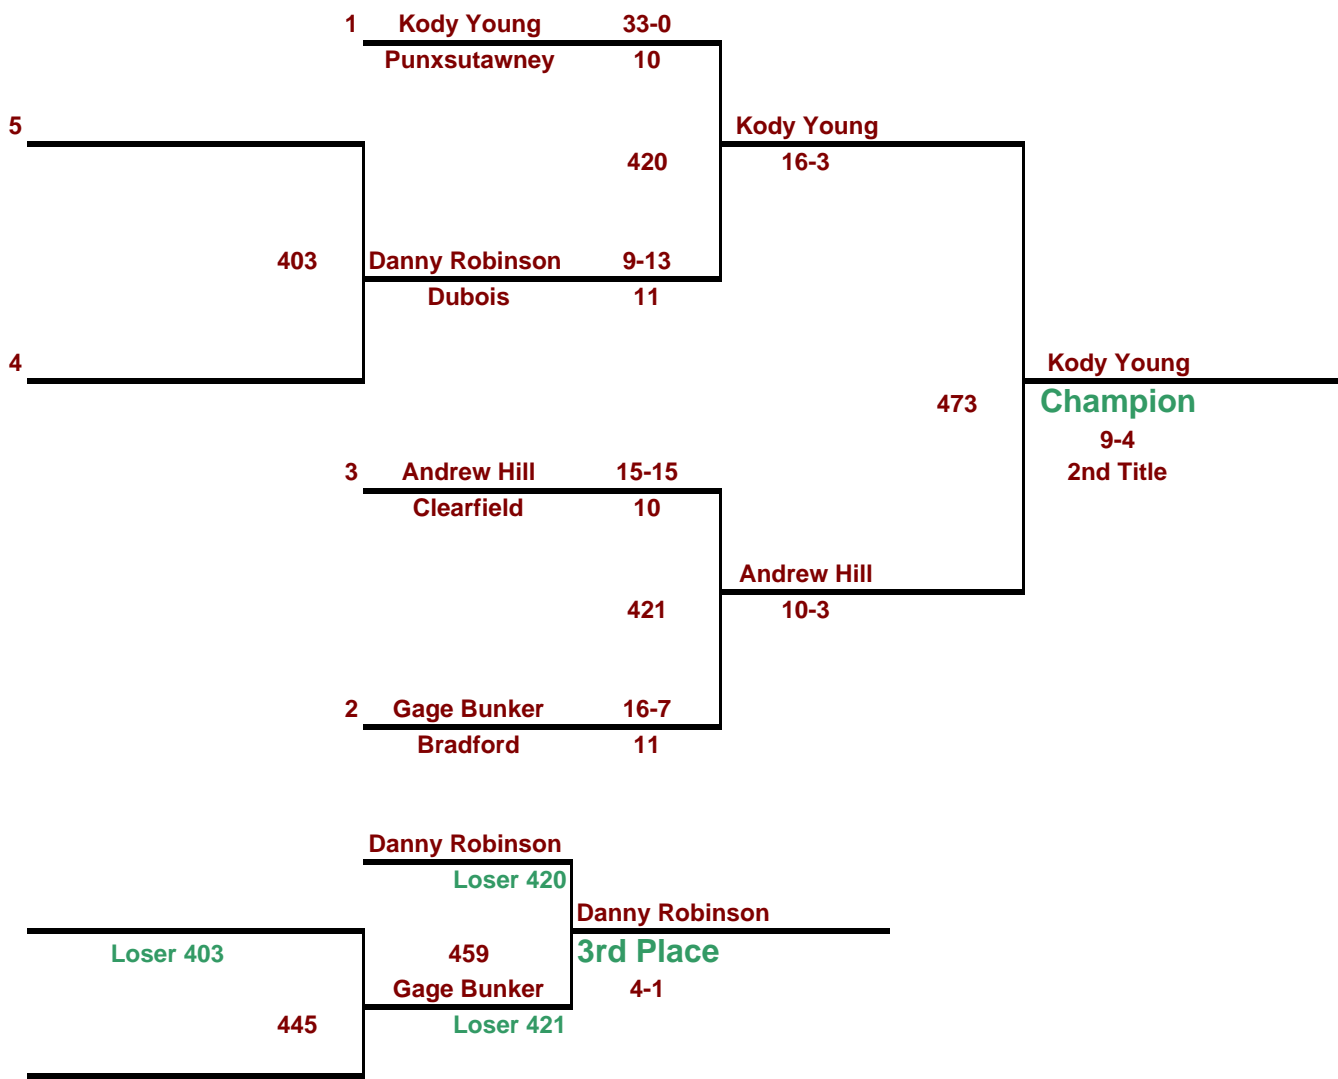 1 Kody Young 33-0
Punxsutawney 10
5
Kody Young
420
16-3
403
Danny Robinson 9-13
Dubois 11
4
Kody Young
473
Champion
9-4
2nd Title
3 Andrew Hill 15-15
Clearfield 10
Andrew Hill
421
10-3
2 Gage Bunker 16-7
Bradford 11
Danny Robinson
Loser 420
Danny Robinson
Loser 403
459
3rd Place
Gage Bunker
4-1
445
Loser 421